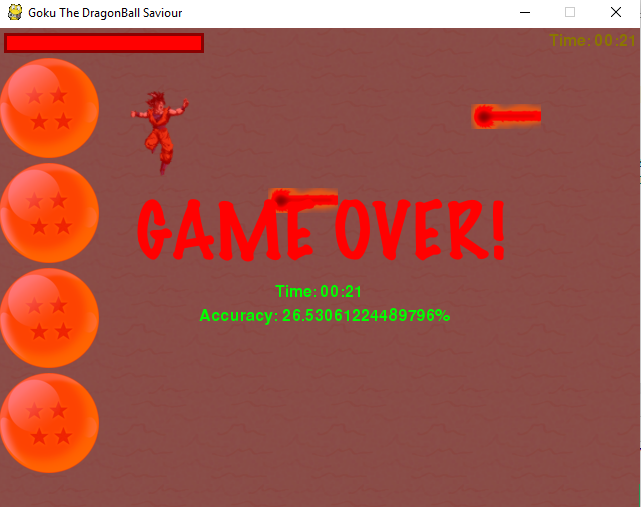 Goku The DragonBall Saviour
Time: 00:21
GAME OVER!
Time: 00:21
Accuracy: 26.53061224489796%